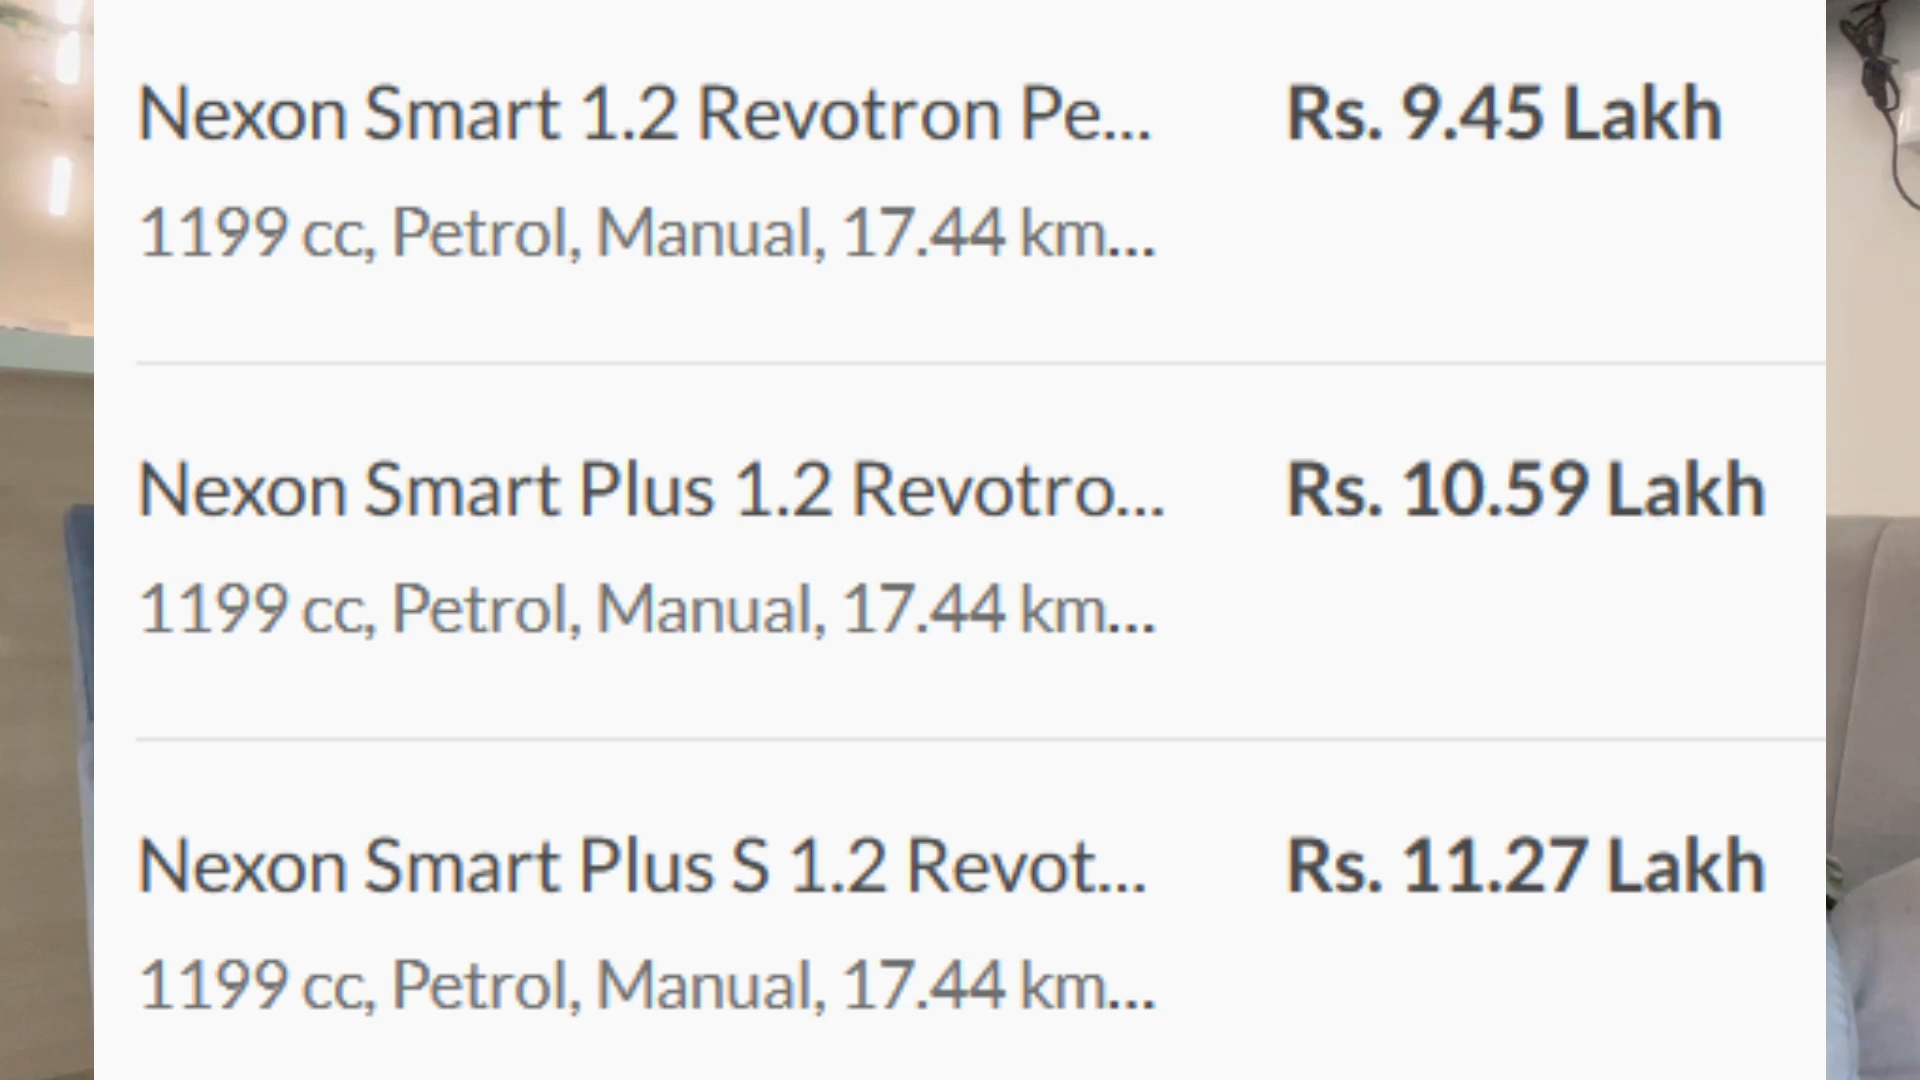 Nexon Smart 1.2 Revotron Pe... Rs. 9.45 Lakh
1199 cc, Petrol, Manual, 17.44 km...
Nexon Smart Plus 1.2 Revotro... Rs. 10.59 Lakh
1199 cc, Petrol, Manual, 17.44 km...
Nexon Smart Plus S 1.2 Revot... Rs. 11.27 Lakh
1199 cc, Petrol, Manual, 17.44 km...